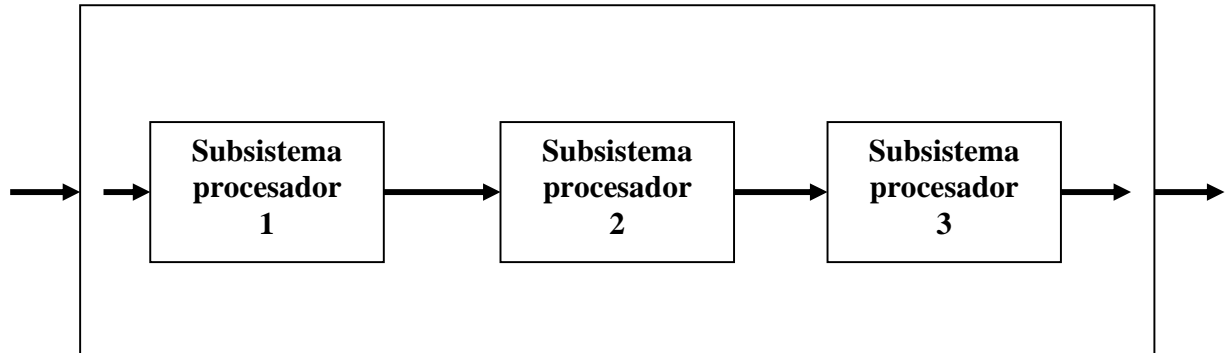 Subsistema
procesador
1
Subsistema
procesador
2
Subsistema
procesador
3